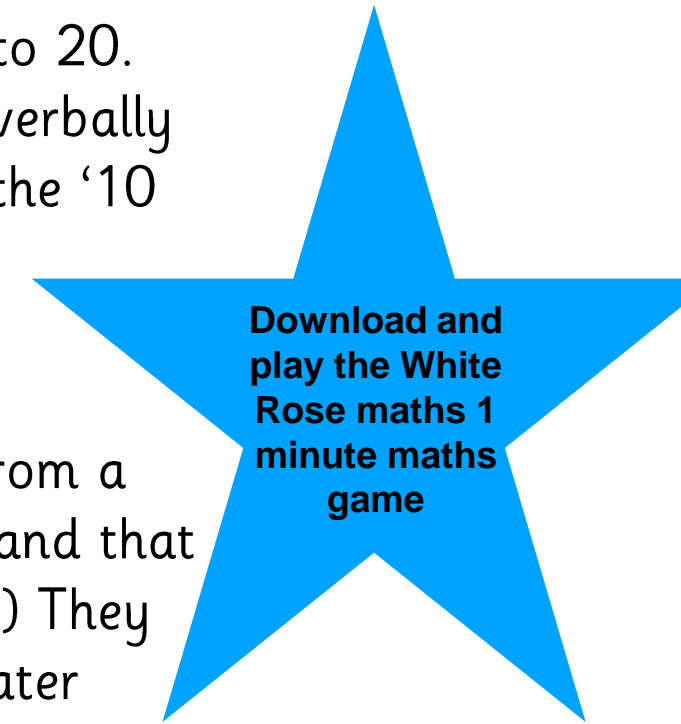 to 20.
verbally
the ‘10
Download and
play the White
Rose maths 1
minute maths
game
rom a
and that
) They
ater